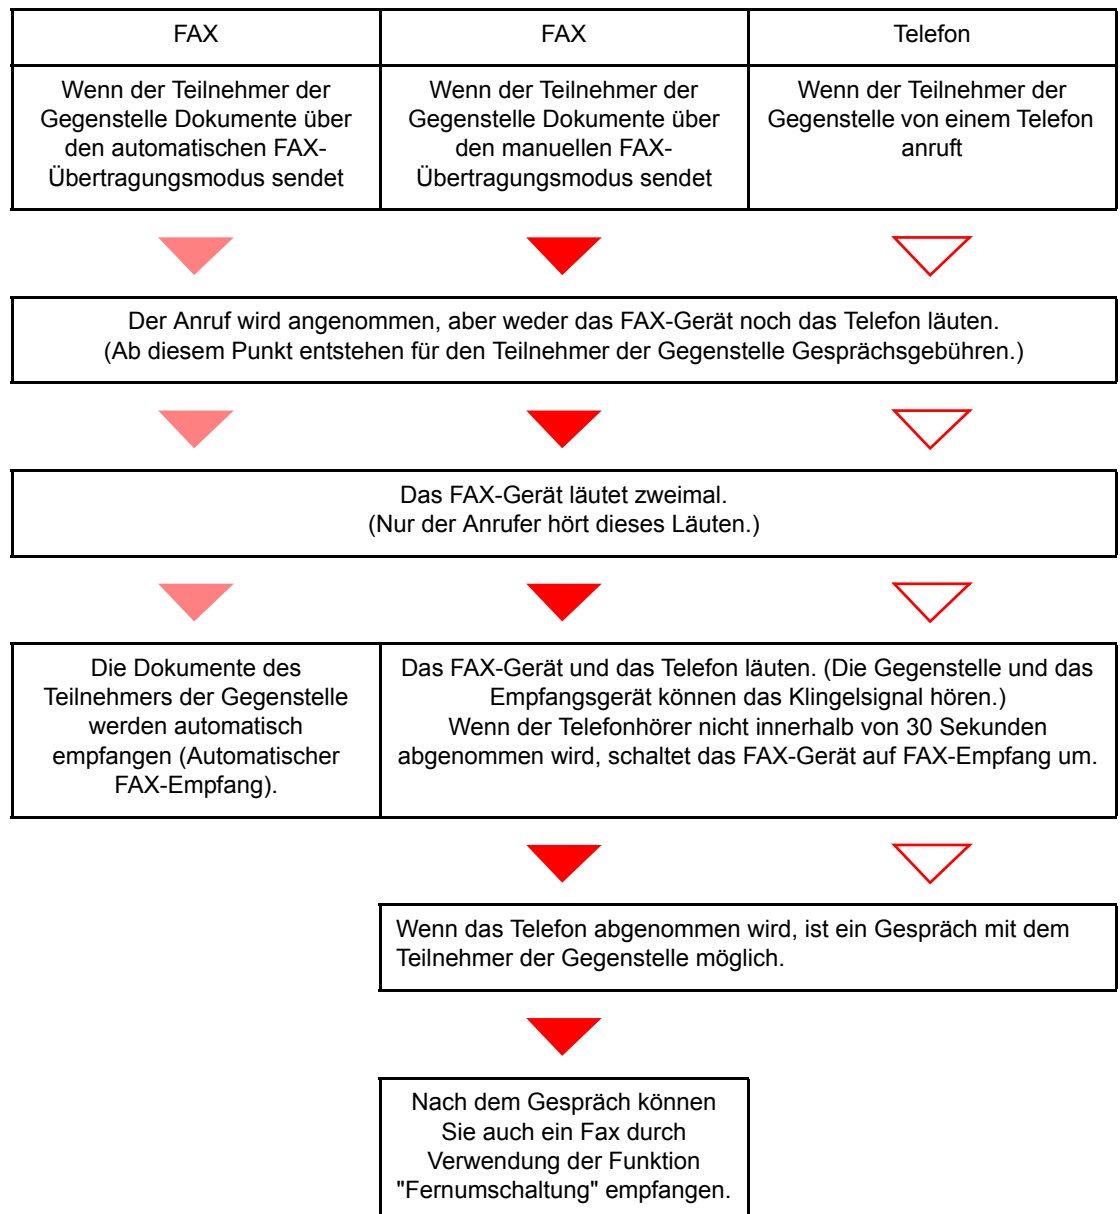 FAX
FAX
Telefon
Wenn der Teilnehmer der
Gegenstelle Dokumente über
den automatischen FAX-
Übertragungsmodus sendet
Wenn der Teilnehmer der
Gegenstelle Dokumente über
den manuellen FAX-
Übertragungsmodus sendet
Wenn der Teilnehmer der
Gegenstelle von einem Telefon
anruft
Der Anruf wird angenommen, aber weder das FAX-Gerät noch das Telefon läuten.
(Ab diesem Punkt entstehen für den Teilnehmer der Gegenstelle Gesprächsgebühren.)
Das FAX-Gerät läutet zweimal.
(Nur der Anrufer hört dieses Läuten.)
Die Dokumente des
Teilnehmers der Gegenstelle
werden automatisch
empfangen (Automatischer
FAX-Empfang).
Das FAX-Gerät und das Telefon läuten. (Die Gegenstelle und das
Empfangsgerät können das Klingelsignal hören.)
Wenn der Telefonhörer nicht innerhalb von 30 Sekunden
abgenommen wird, schaltet das FAX-Gerät auf FAX-Empfang um.
Wenn das Telefon abgenommen wird, ist ein Gespräch mit dem
Teilnehmer der Gegenstelle möglich.
Nach dem Gespräch können
Sie auch ein Fax durch
Verwendung der Funktion
"Fernumschaltung" empfangen.